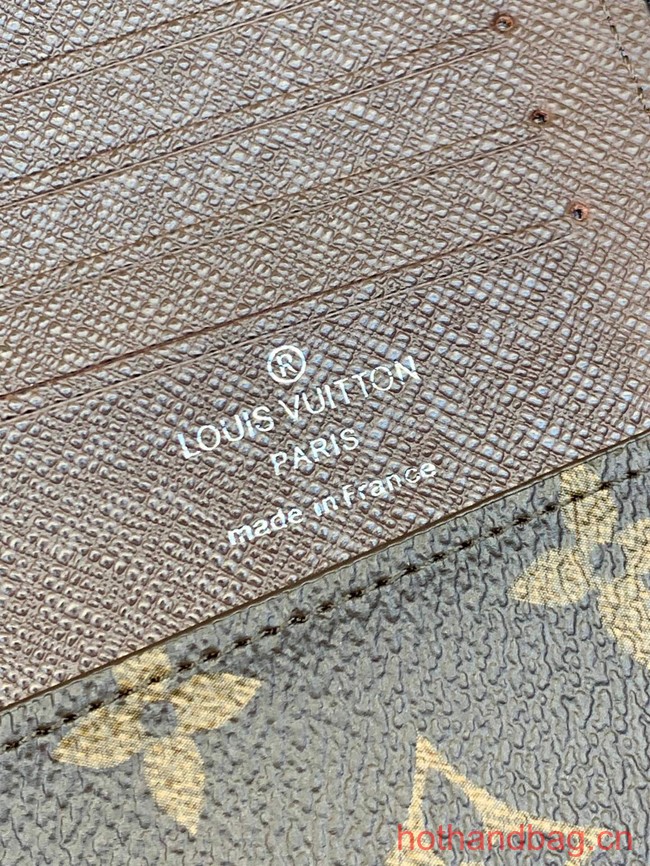 ®
LOUIS VUITTON
PARIS
made in France
hothandbag.cn